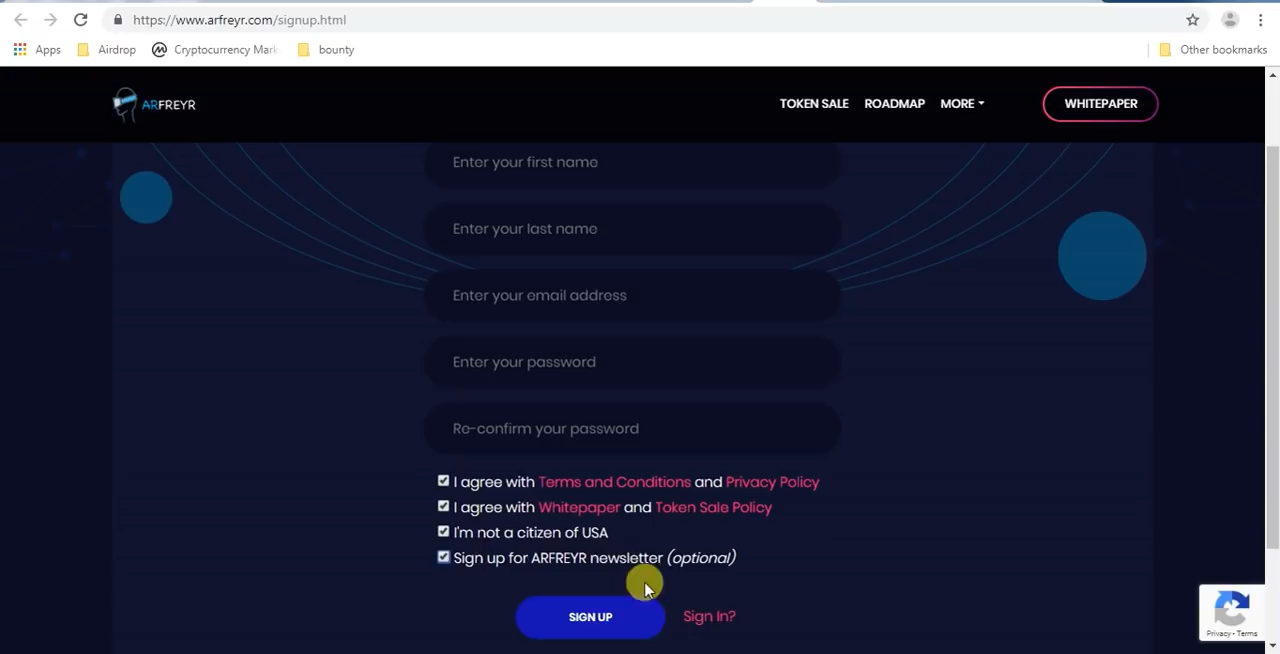 https://www.arfreyr.com/signup.html
Apps Airdrop Cryptocurrency Mark bounty Other bookmarks
ARFREYR TOKEN SALE ROADMAP MORE WHITEPAPER
Enter your first name
Enter your last name
Enter your email address
Enter your password
Re-confirm your password
I agree with Terms and Conditions and Privacy Policy
I agree with Whitepaper and Token Sale Policy
I'm not a citizen of USA
Sign up for ARFREYR newsletter (optional)
SIGN UP Sign In?
Privacy - Terms